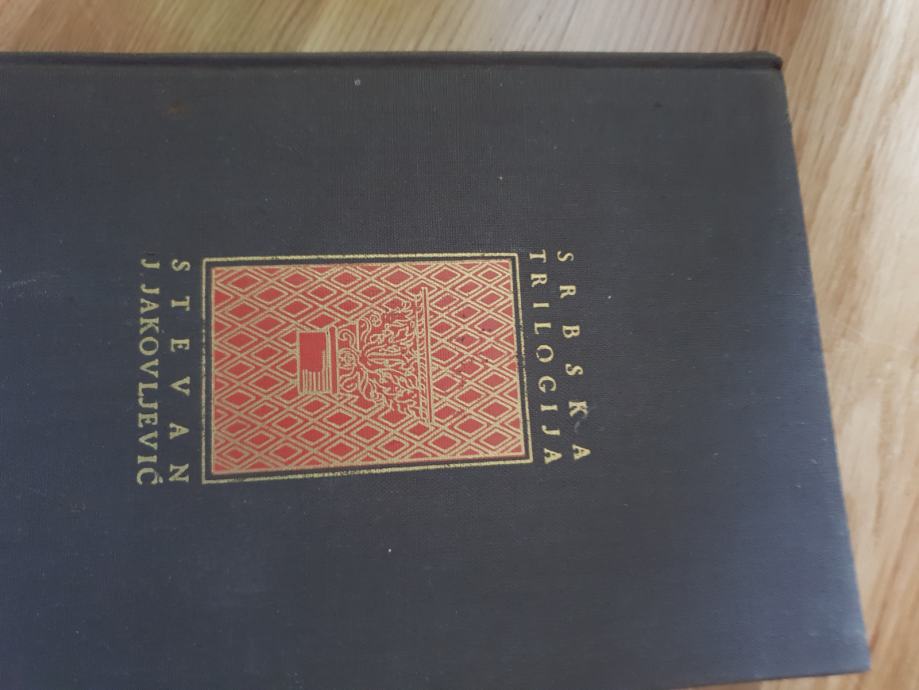 SRBSKA
TRILOGIJA
STEVAN
J JAKOVLJEVIĆ